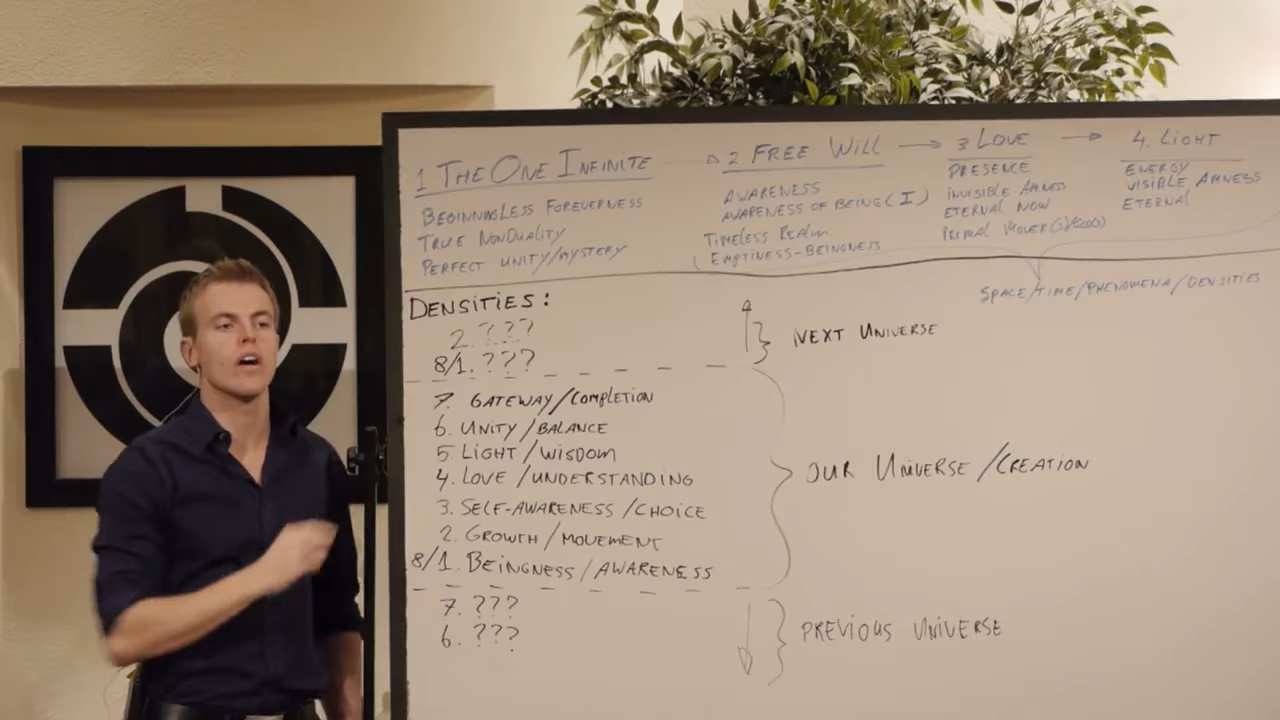 1 THE ONE INFINITE
BEGINNINGLESS FOREVERNESS
TRUE NONDUALITY
PERFECT UNITY/MYSTERY
2 FREE WILL
AWARENESS
AWARENESS OF BEING (I)
TIMELESS REALM
EMPTINESS-BEINGNESS
3 LOVE
PRESENCE
INVISIBLE AMNESS
ETERNAL NOW
PRIMAL MOVER(S)/
4. LIGHT
ENERGY
VISIBLE AMNESS
ETERNAL
SPACE/TIME/PHENOMENA/DENSITIES
DENSITIES:
2. ???
8/1. ???
NEXT UNIVERSE
7. GATEWAY/COMPLETION
6. UNITY/BALANCE
5. LIGHT/WISDOM
4. LOVE/UNDERSTANDING
3. SELF-AWARENESS/CHOICE
2. GROWTH/MOVEMENT
8/1. BEINGNESS/AWARENESS
OUR UNIVERSE/CREATION
7. ???
6. ???
PREVIOUS UNIVERSE